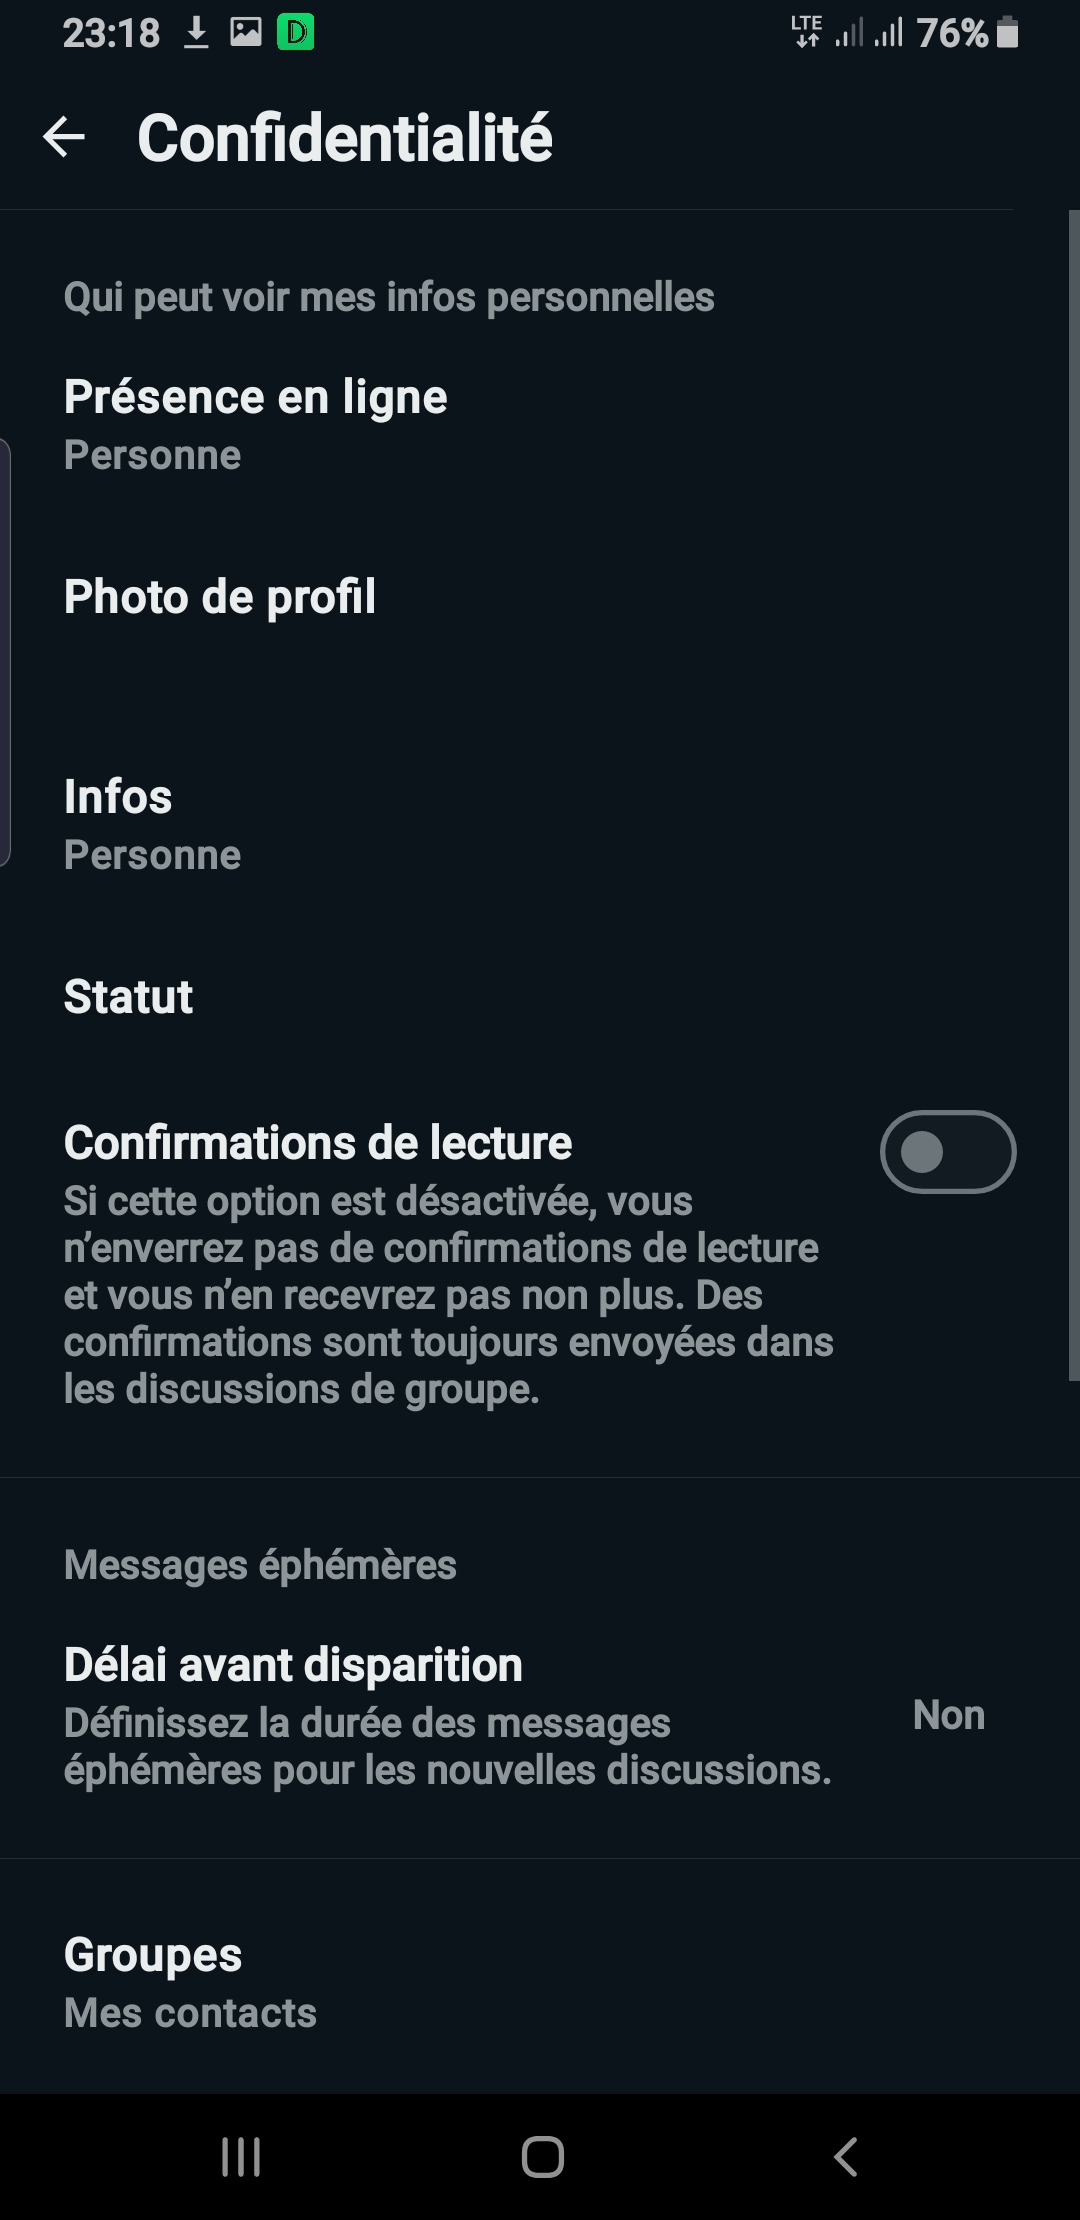 23:18
LTE
76%
Confidentialité
Qui peut voir mes infos personnelles
Présence en ligne
Personne
Photo de profil
Infos
Personne
Statut
Confirmations de lecture
Si cette option est désactivée, vous
n’enverrez pas de confirmations de lecture
et vous n’en recevrez pas non plus. Des
confirmations sont toujours envoyées dans
les discussions de groupe.
Messages éphémères
Délai avant disparition
Définissez la durée des messages
éphémères pour les nouvelles discussions.
Non
Groupes
Mes contacts